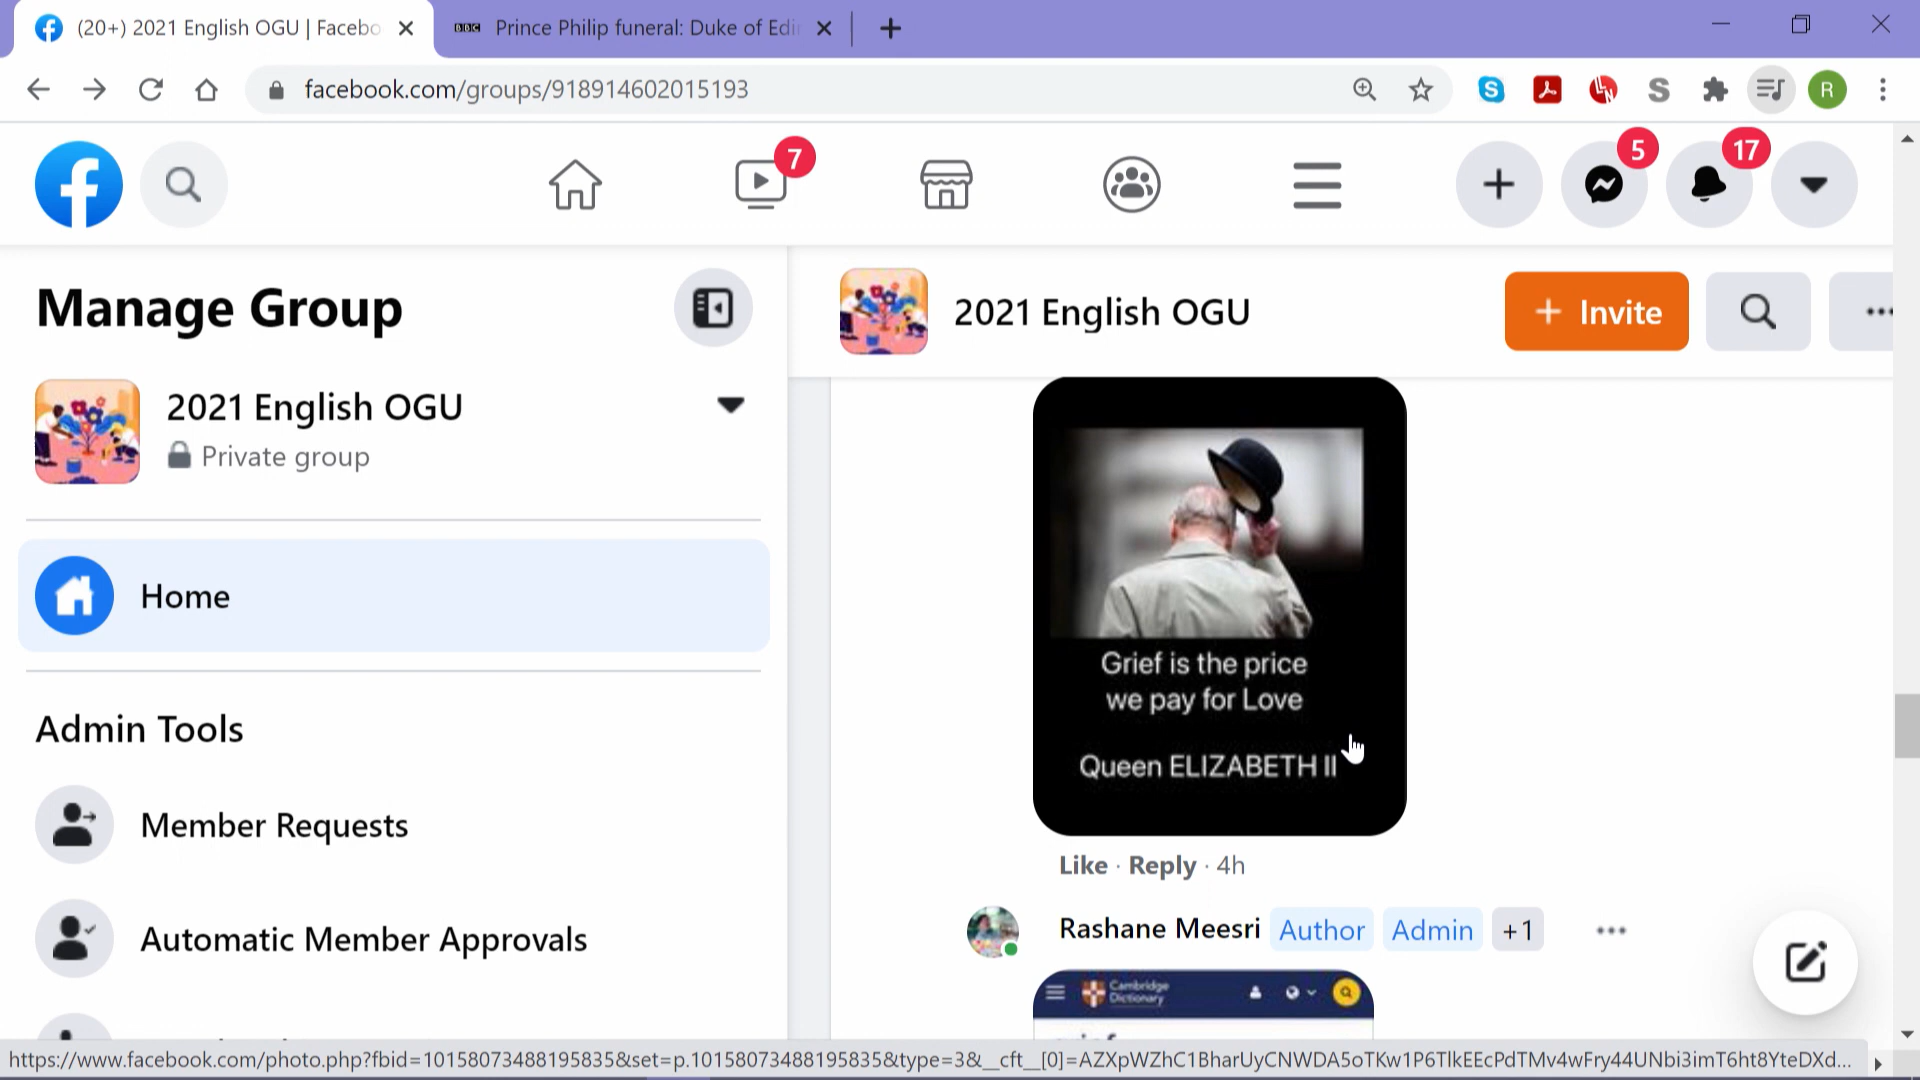 (20+) 2021 English OGU | Facebo
BBC Prince Philip funeral: Duke of Edi
facebook.com/groups/918914602015193
S
S
R
7
5
17
Manage Group
2021 English OGU
+ Invite
2021 English OGU
Private group
Home
Grief is the price
we pay for Love
Queen ELIZABETH II
Admin Tools
Member Requests
Like · Reply · 4h
Automatic Member Approvals
Rashane Meesri Author Admin +1
Cambridge
Dictionary
https://www.facebook.com/photo.php?fbid=10158073488195835&set=p.10158073488195835&type=3&__cft__[0]=AZXpWZhC1BharUyCNWDA5oTKw1P6TlkEEcPdTMv4wFry44UNbi3imT6ht8YteDXd...